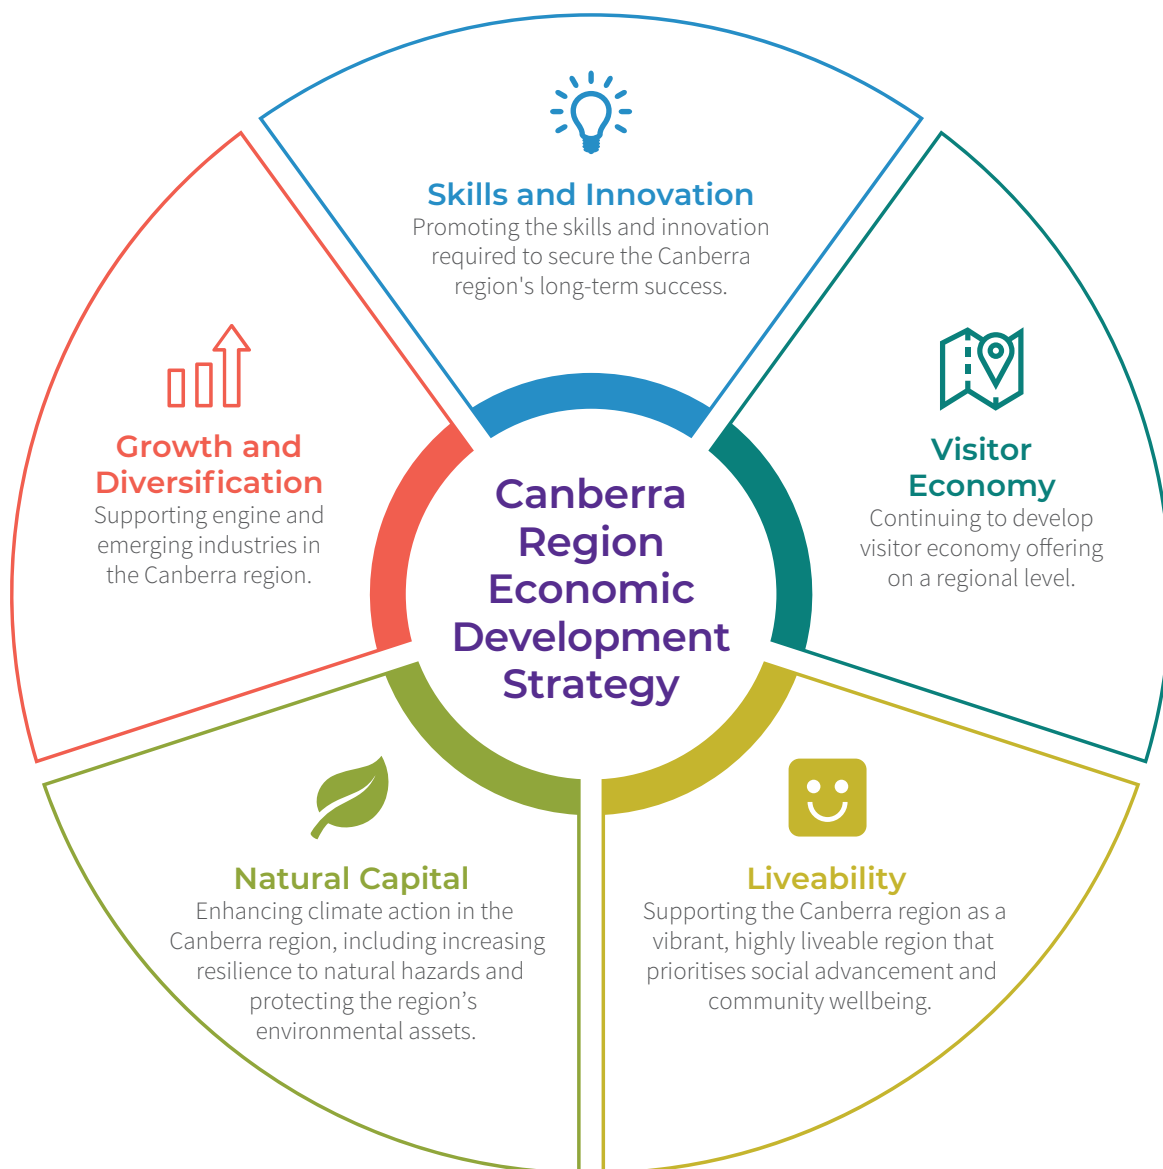 Skills and Innovation
Promoting the skills and innovation
required to secure the Canberra
region's long-term success.
Visitor
Economy
Continuing to develop
visitor economy offering
on a regional level.
Liveability
Supporting the Canberra region as a
vibrant, highly liveable region that
prioritises social advancement and
community wellbeing.
Natural Capital
Enhancing climate action in the
Canberra region, including increasing
resilience to natural hazards and
protecting the region’s
environmental assets.
Growth and
Diversification
Supporting engine and
emerging industries in
the Canberra region.
Canberra
Region
Economic
Development
Strategy